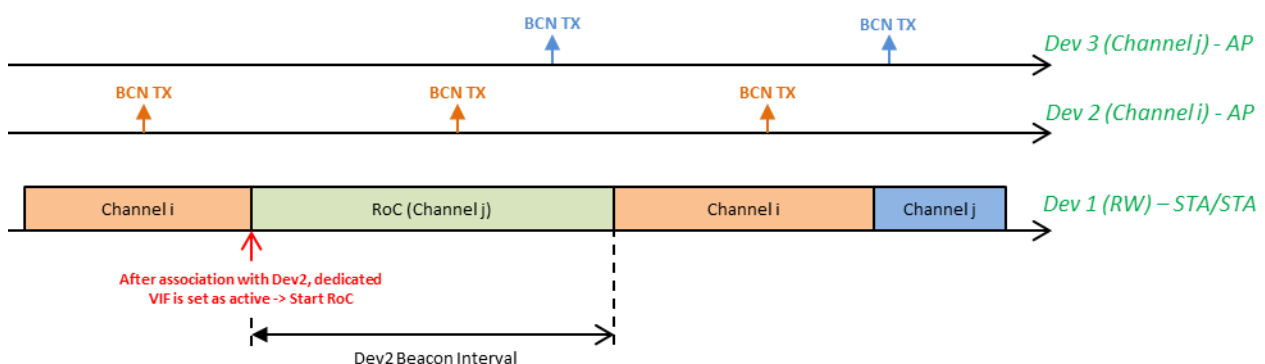 BCN TX
BCN TX
Dev 3 (Channel j) - AP
BCN TX
BCN TX
BCN TX
Dev 2 (Channel i) - AP
Channel i
RoC (Channel j)
Channel i
Channel j
Dev 1 (RW) – STA/STA
After association with Dev2, dedicated
VIF is set as active -> Start RoC
Dev2 Beacon Interval